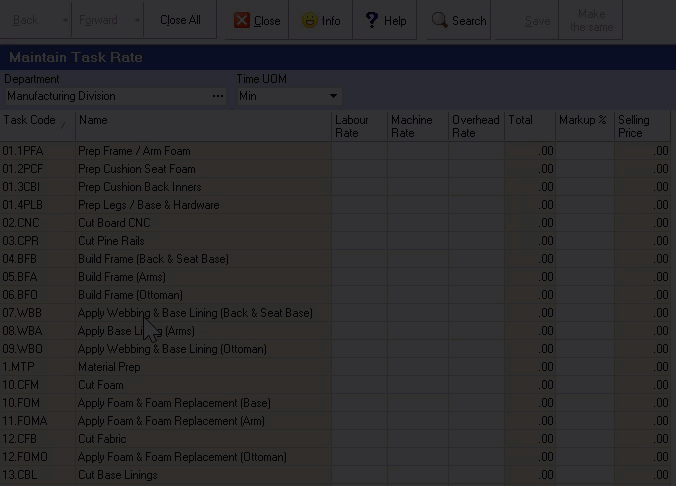 Back Forward Close All Close Info Help Search Save Make the same
Maintain Task Rate
Department Time UOM
Manufacturing Division ... Min
Task Code Name Labour Rate Machine Rate Overhead Rate Total Markup % Selling Price
01.1PFA Prep Frame / Arm Foam .00 .00
01.2PCF Prep Cushion Seat Foam .00 .00
01.3CBI Prep Cushion Back Inners .00 .00
01.4PLB Prep Legs / Base & Hardware .00 .00
02.CNC Cut Board CNC .00 .00
03.CPR Cut Pine Rails .00 .00
04.BFB Build Frame (Back & Seat Base) .00 .00
05.BFA Build Frame (Arms) .00 .00
06.BFO Build Frame (Ottoman) .00 .00
07.WBB Apply Webbing & Base Lining (Back & Seat Base) .00 .00
08.WBA Apply Base Lining (Arms) .00 .00
09.WBO Apply Webbing & Base Lining (Ottoman) .00 .00
1.MTP Material Prep .00 .00
10.CFM Cut Foam .00 .00
10.FOM Apply Foam & Foam Replacement (Base) .00 .00
11.FOMA Apply Foam & Foam Replacement (Arm) .00 .00
12.CFB Cut Fabric .00 .00
12.FOMO Apply Foam & Foam Replacement (Ottoman) .00 .00
13.CBL Cut Base Linings .00 .00